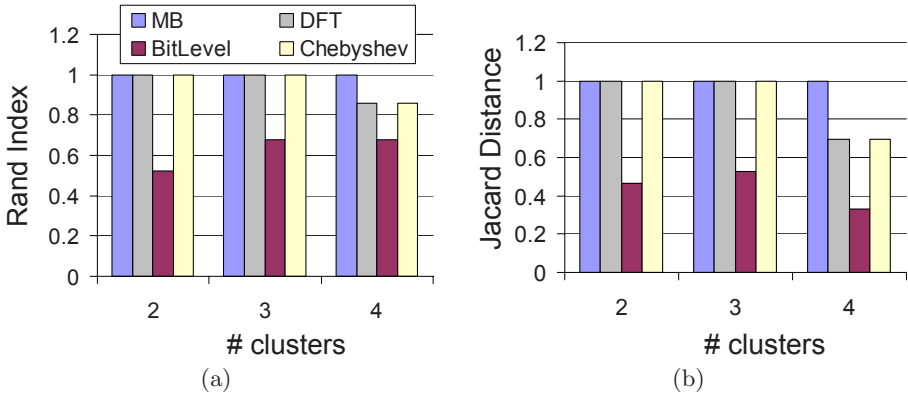 MB DFT
BitLevel Chebyshev
Rand Index
1.2
1
0.8
0.6
0.4
0.2
0
2 3 4
# clusters
(a)
Jacard Distance
1.2
1
0.8
0.6
0.4
0.2
0
2 3 4
# clusters
(b)